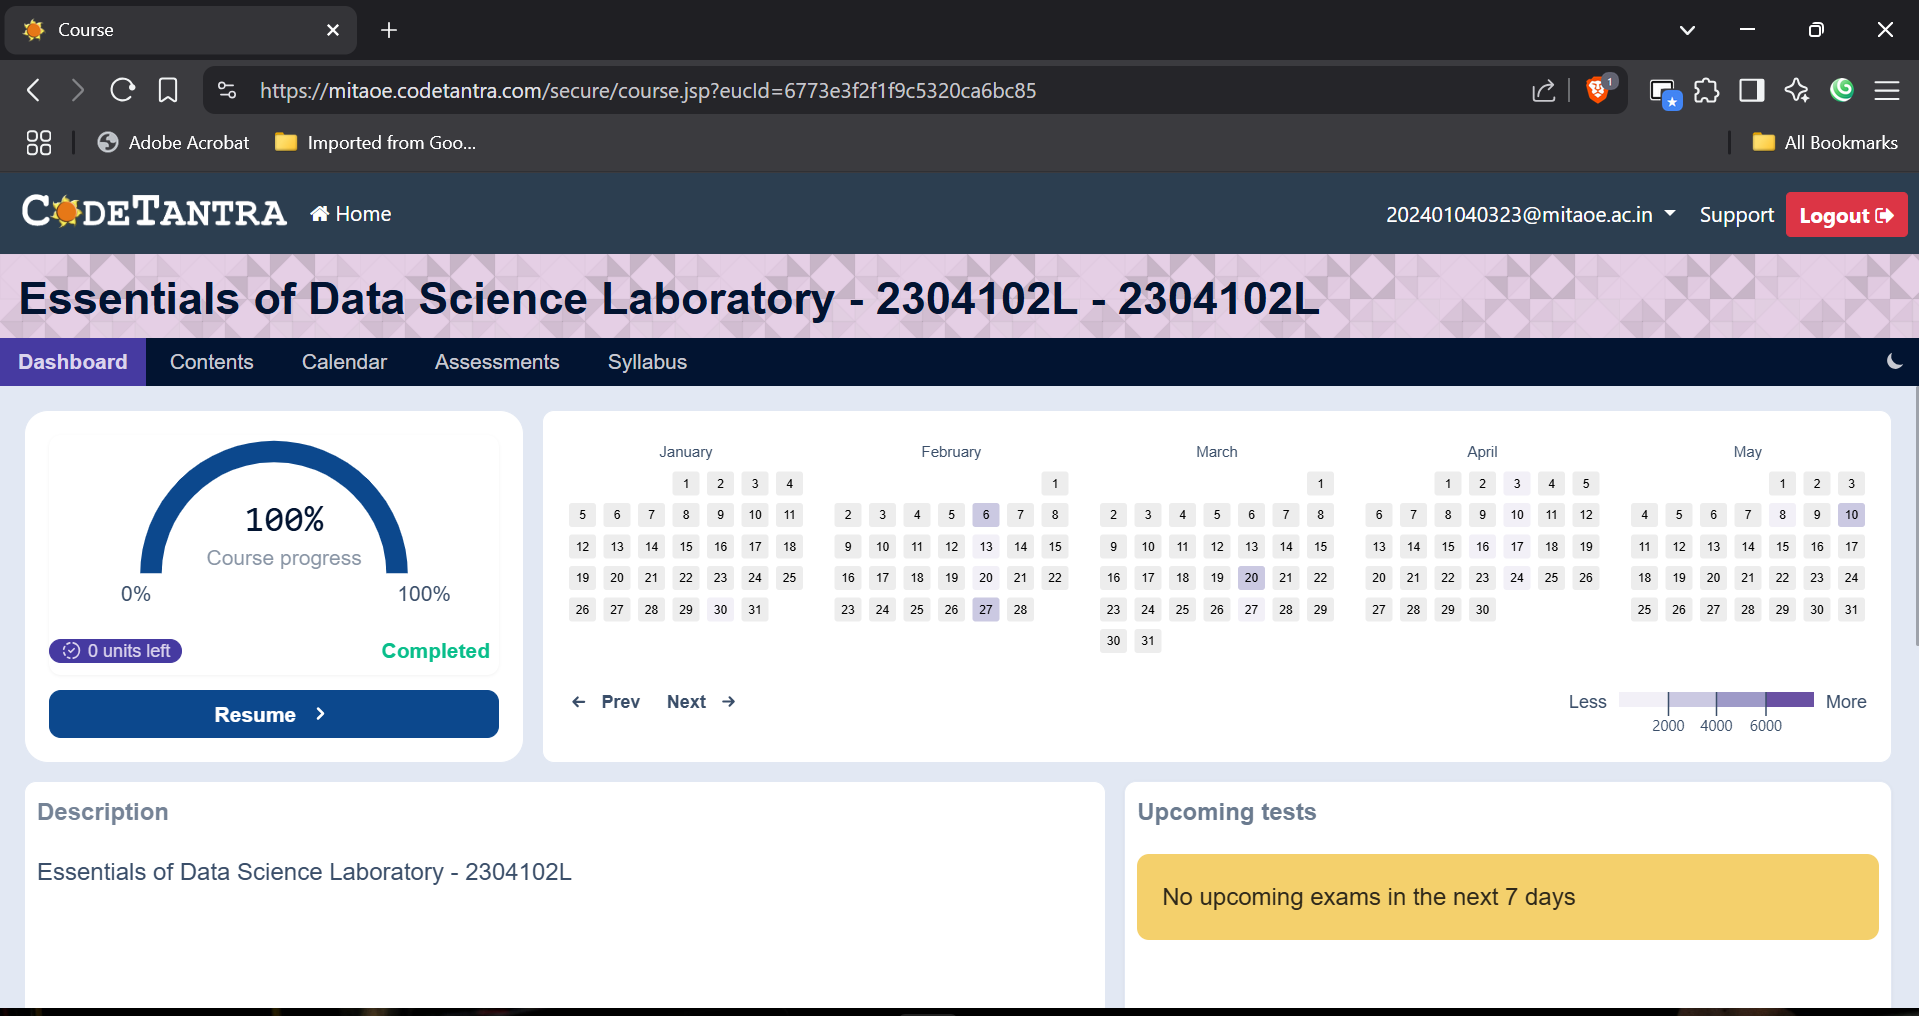 Course
https://mitaoe.codetantra.com/secure/course.jsp?eucId=6773e3f2f1f9c5320ca6bc85
1
Adobe Acrobat
Imported from Goo...
All Bookmarks
CODETANTRA
Home
202401040323@mitaoe.ac.in
Support
Logout
Essentials of Data Science Laboratory - 2304102L - 2304102L
Dashboard
Contents
Calendar
Assessments
Syllabus
100%
Course progress
0%
100%
0 units left
Completed
Resume
January
1 2 3 4
5 6 7 8 9 10 11
12 13 14 15 16 17 18
19 20 21 22 23 24 25
26 27 28 29 30 31
February
1
2 3 4 5 6 7 8
9 10 11 12 13 14 15
16 17 18 19 20 21 22
23 24 25 26 27 28
March
1
2 3 4 5 6 7 8
9 10 11 12 13 14 15
16 17 18 19 20 21 22
23 24 25 26 27 28 29
30 31
April
1 2 3 4 5
6 7 8 9 10 11 12
13 14 15 16 17 18 19
20 21 22 23 24 25 26
27 28 29 30
May
1 2 3
4 5 6 7 8 9 10
11 12 13 14 15 16 17
18 19 20 21 22 23 24
25 26 27 28 29 30 31
Prev
Next
Less
More
2000 4000 6000
Description
Essentials of Data Science Laboratory - 2304102L
Upcoming tests
No upcoming exams in the next 7 days